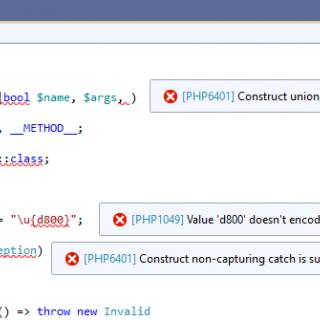 |bool $name, $args, ) [PHP6401] Construct union
, __METHOD__;
::class;
= "\u{d800}"; [PHP1049] Value 'd800' doesn't encod
eption) [PHP6401] Construct non-capturing catch is su
() => throw new Invalid